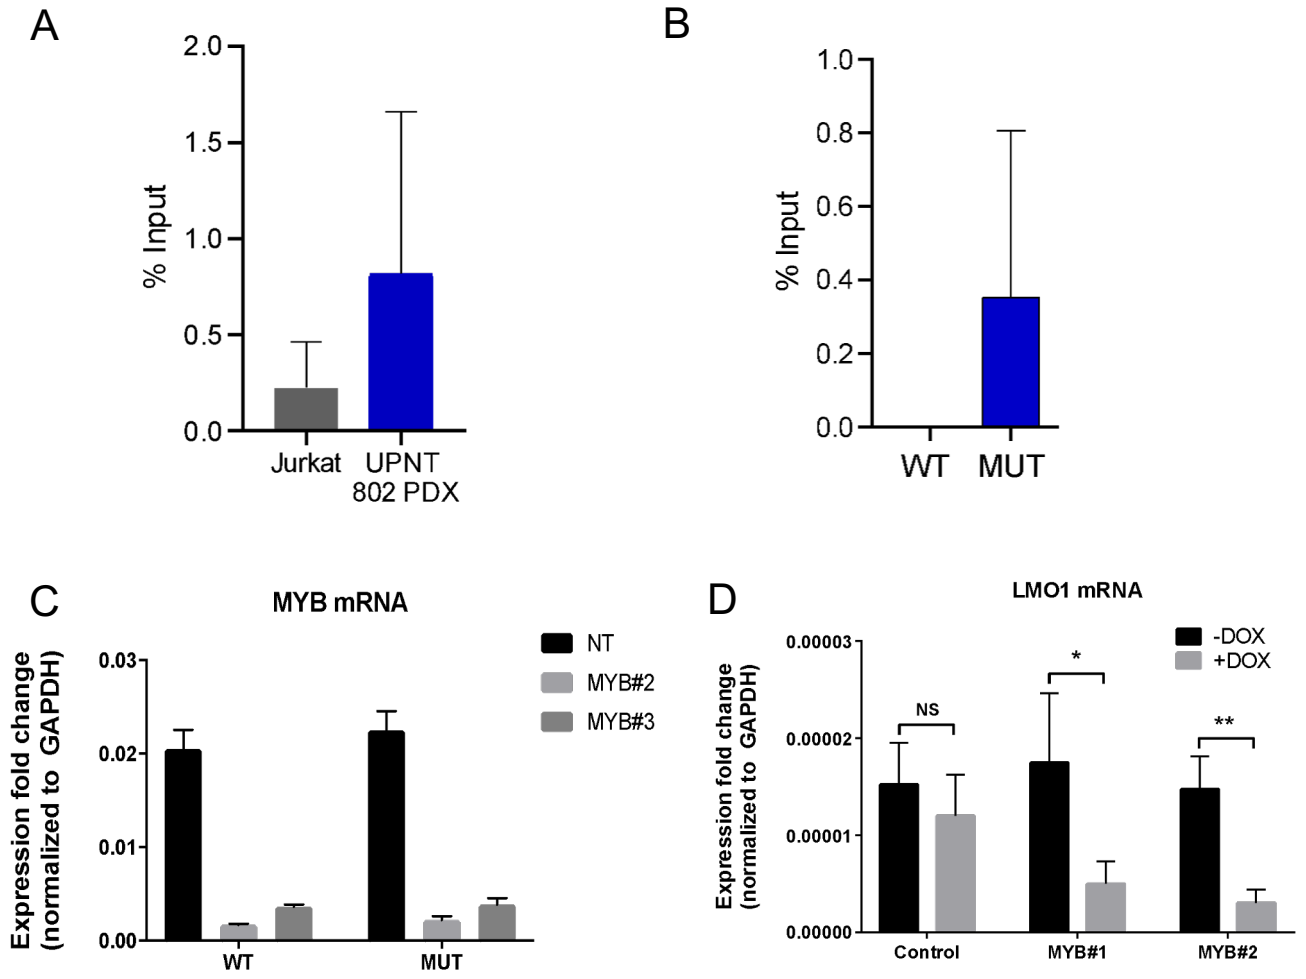 A
2.0
1.5
1.0
0.5
0.0
% Input
Jurkat
UPNT
802 PDX
B
1.0
0.8
0.6
0.4
0.2
0.0
% Input
WT
MUT
C
MYB mRNA
NT
MYB#2
MYB#3
0.03
0.02
0.01
0.00
Expression fold change
(normalized to GAPDH)
WT
MUT
D
LMO1 mRNA
-DOX
+DOX
0.00003
0.00002
0.00001
0.00000
Expression fold change
(normalized to GAPDH)
NS
*
**
Control
MYB#1
MYB#2